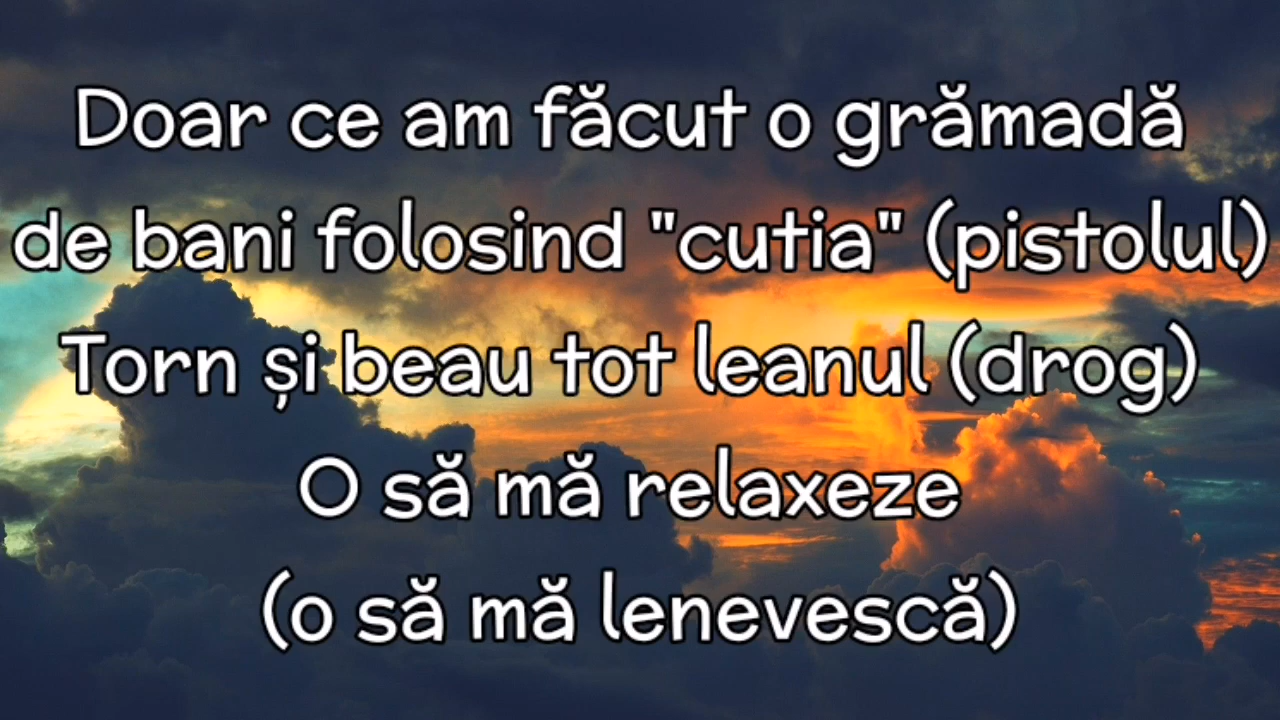 Doar ce am făcut o grămadă
de bani folosind "cutia" (pistolul)
Torn și beau tot leanul (drog)
O să mă relaxeze
(o să mă lenevescă)